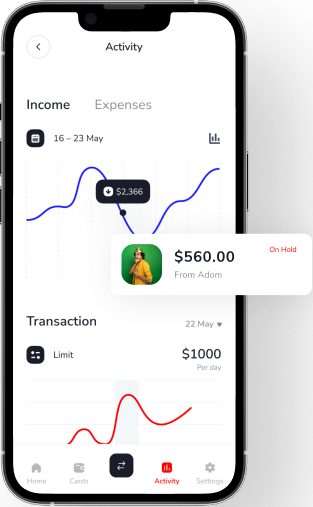 Activity
Income Expenses
16 – 23 May
$2,366
$560.00 On Hold
From Adom
Transaction 22 May
Limit $1000
Per day
Home Cards Activity Settings